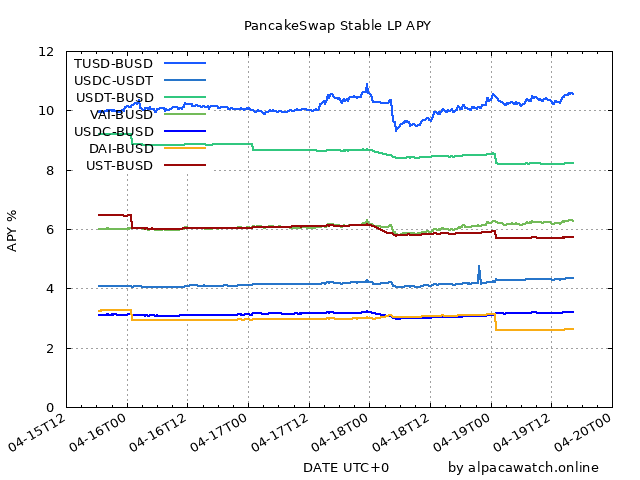 PancakeSwap Stable LP APY
APY %
12
10
8
6
4
2
0
TUSD-BUSD
USDC-USDT
USDT-BUSD
VAI-BUSD
USDC-BUSD
DAI-BUSD
UST-BUSD
04-15T12
04-16T00
04-16T12
04-17T00
04-17T12
04-18T00
04-18T12
04-19T00
04-19T12
04-20T00
DATE UTC+0
by alpacawatch.online